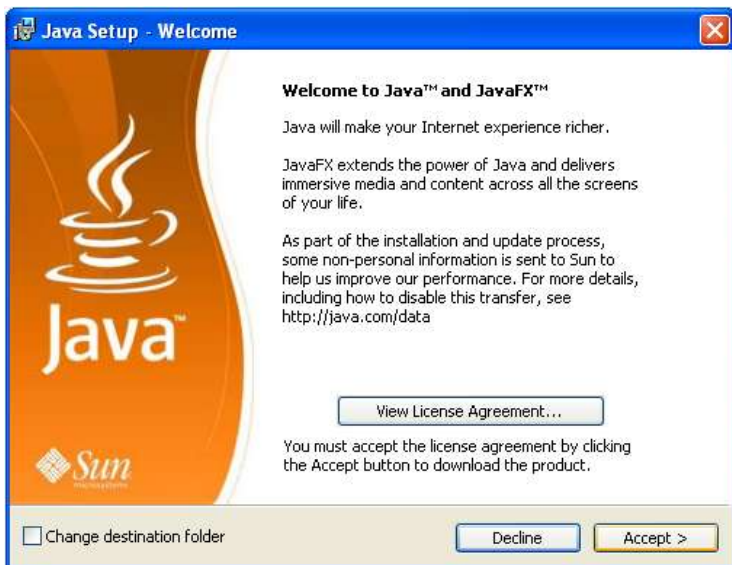 Java Setup - Welcome
Welcome to Java™ and JavaFX™
Java will make your Internet experience richer.
JavaFX extends the power of Java and delivers
immersive media and content across all the screens
of your life.
As part of the installation and update process,
some non-personal information is sent to Sun to
help us improve our performance. For more details,
including how to disable this transfer, see
http://java.com/data
Java™
View License Agreement...
You must accept the license agreement by clicking
the Accept button to download the product.
Sun
microsystems
Change destination folder
Decline
Accept >